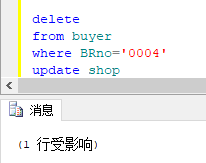 delete
from buyer
where BRno='0004'
update shop
消息
(1 行受影响)